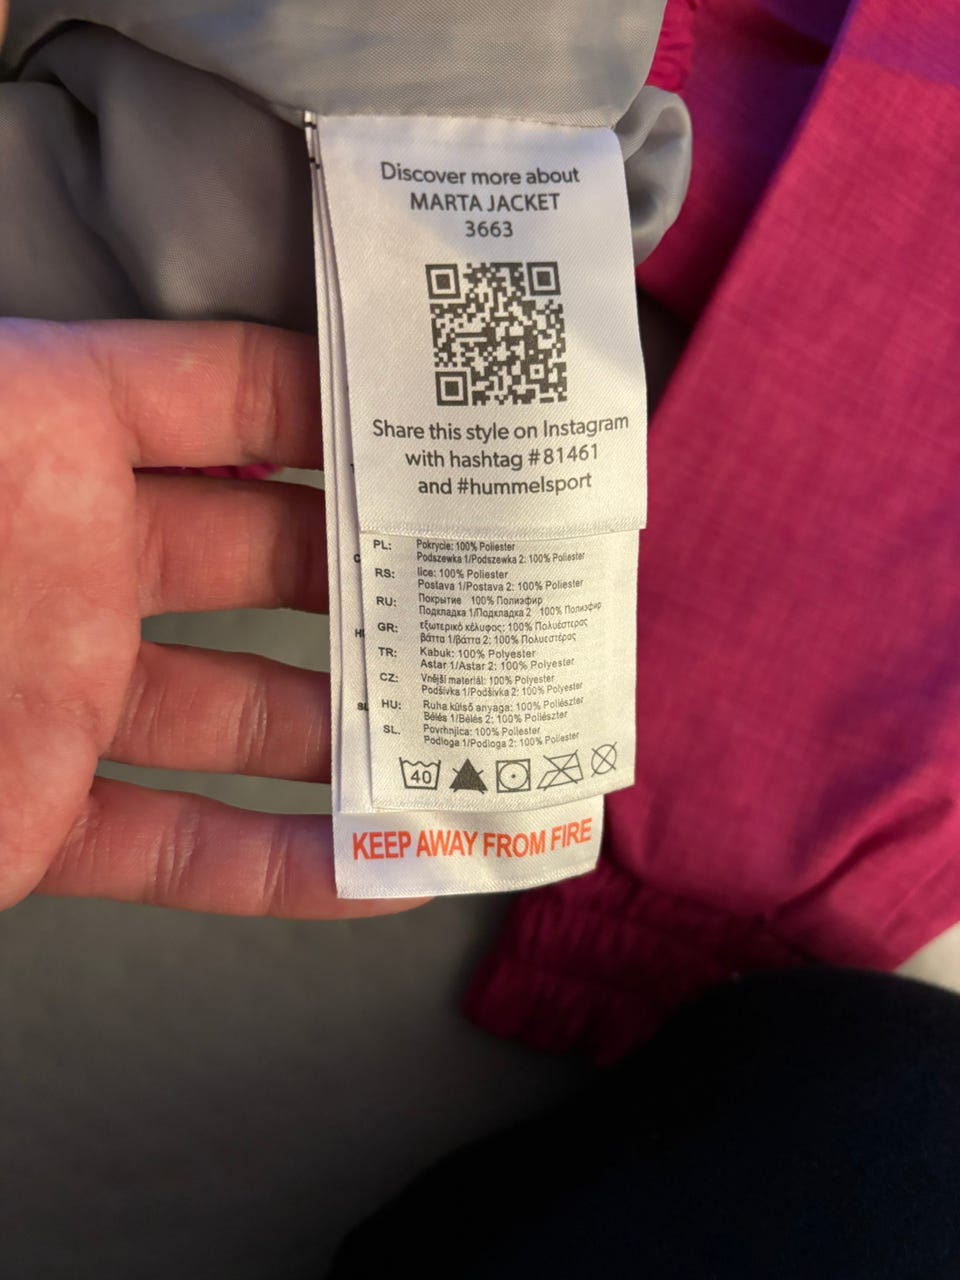 Discover more about
MARTA JACKET
3663
Share this style on Instagram
with hashtag #81461
and #hummelsport
PL: Pokrycie: 100% Poliester
Podszewka 1/Podszewka 2: 100% Poliester
RS: lice: 100% Poliester
Postava 1/Postava 2: 100% Poliester
RU: Покрытие 100% Полиэфир
Подкладка 1/Подкладка 2 100% Полиэфир
GR: εξωτερικό κέλυφος: 100% Πολυέστερας
βάττα 1/βάττα 2: 100% Πολυεστέρας
TR: Kabuk: 100% Polyester
Astar 1/Astar 2: 100% Polyester
CZ: Vnější materiál: 100% Polyester
Podšívka 1/Podšívka 2: 100% Polyester
HU: Ruha külső anyaga: 100% Poliészter
Bélés 1/Bélés 2: 100% Poliészter
SL. Povrhnjica: 100% Poliester
Podloga 1/Podloga 2: 100% Poliester
40
KEEP AWAY FROM FIRE